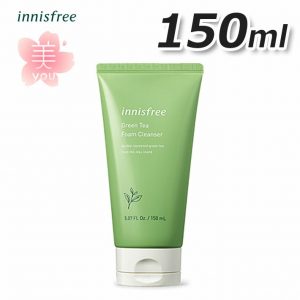 innisfree
150ml
美
you
innisfree
Green Tea
Foam Cleanser
5.07 Fl. Oz. / 150 mL